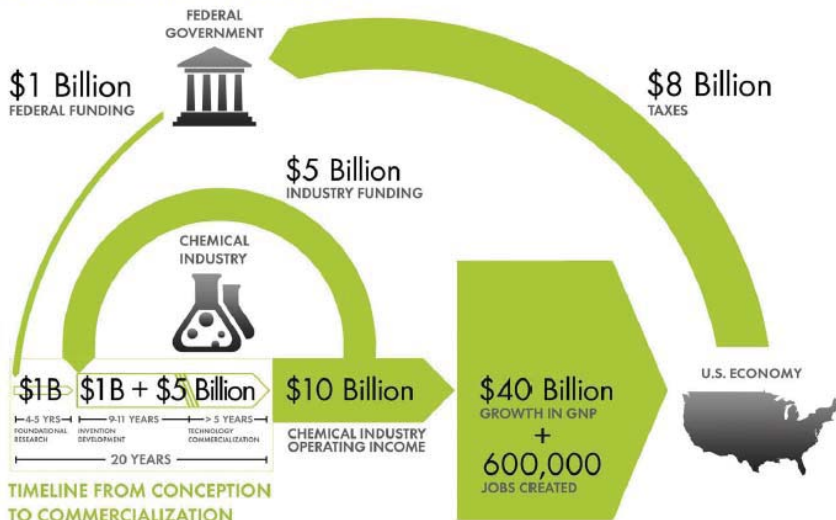 FEDERAL
GOVERNMENT
$1 Billion
FEDERAL FUNDING
$8 Billion
TAXES
$5 Billion
INDUSTRY FUNDING
CHEMICAL
INDUSTRY
$1B
$1B + $5 Billion
$10 Billion
$40 Billion
GROWTH IN GNP
+
600,000
JOBS CREATED
U.S. ECONOMY
4-5 YRS
FOUNDATIONAL
RESEARCH
9-11 YEARS
INVENTION
DEVELOPMENT
> 5 YEARS
TECHNOLOGY
COMMERCIALIZATION
CHEMICAL INDUSTRY
OPERATING INCOME
20 YEARS
TIMELINE FROM CONCEPTION
TO COMMERCIALIZATION